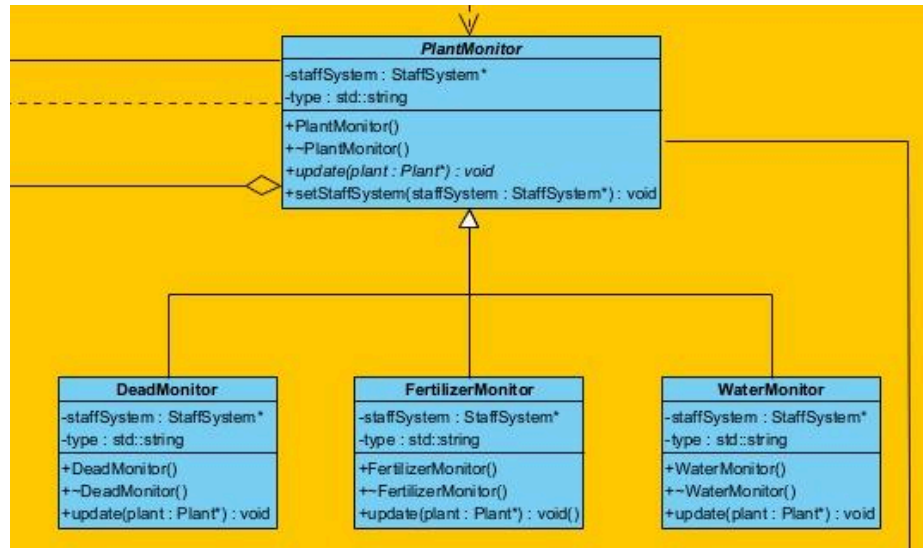 PlantMonitor
-staffSystem : StaffSystem*
-type : std::string
+PlantMonitor()
+~PlantMonitor()
+update(plant : Plant*) : void
+setStaffSystem(staffSystem : StaffSystem*) : void
DeadMonitor
-staffSystem : StaffSystem*
-type : std::string
+DeadMonitor()
+~DeadMonitor()
+update(plant : Plant*) : void
FertilizerMonitor
-staffSystem : StaffSystem*
-type : std::string
+FertilizerMonitor()
+~FertilizerMonitor()
+update(plant : Plant*) : void()
WaterMonitor
-staffSystem : StaffSystem*
-type : std::string
+WaterMonitor()
+~WaterMonitor()
+update(plant : Plant*) : void